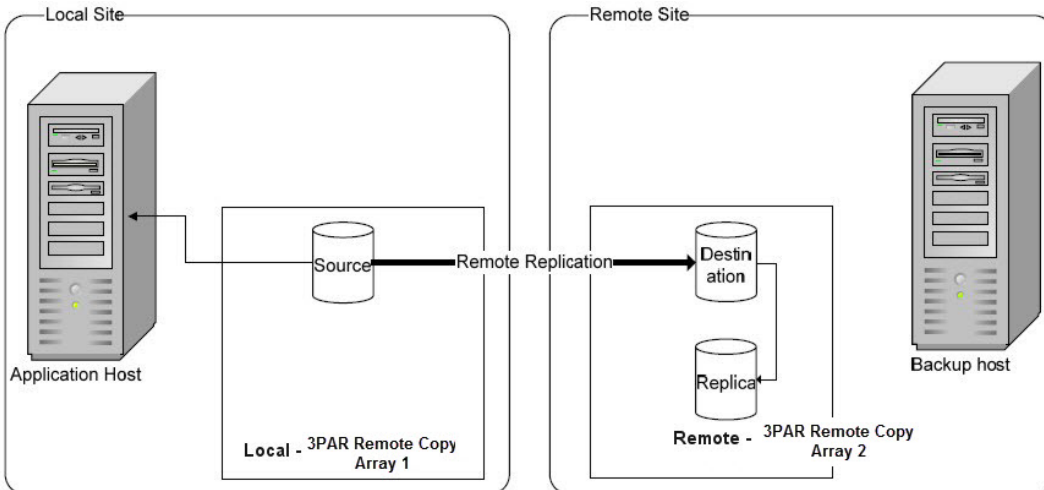 Local Site
Remote Site
Source
Remote Replication
Destin
ation
Application Host
Replica
Backup host
Local - 3PAR Remote Copy
Array 1
Remote - 3PAR Remote Copy
Array 2